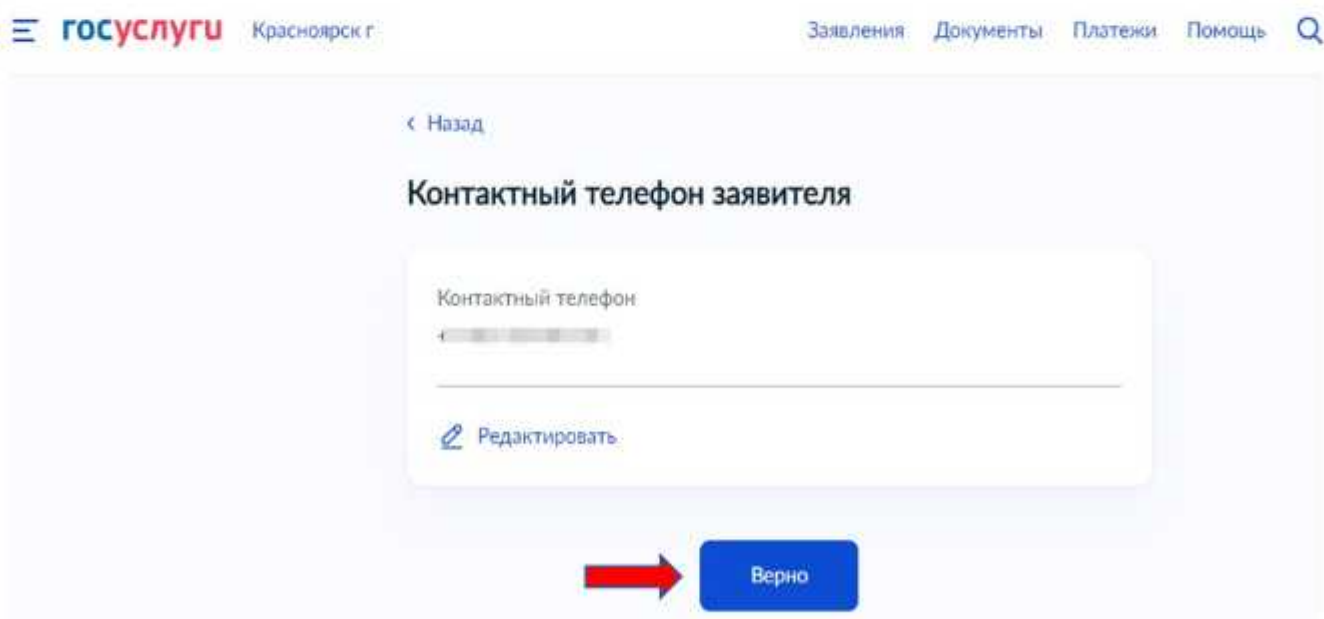 госуслуги Красноярск г Заявления Документы Платежи Помощь
Назад
Контактный телефон заявителя
Контактный телефон
Редактировать
Верно